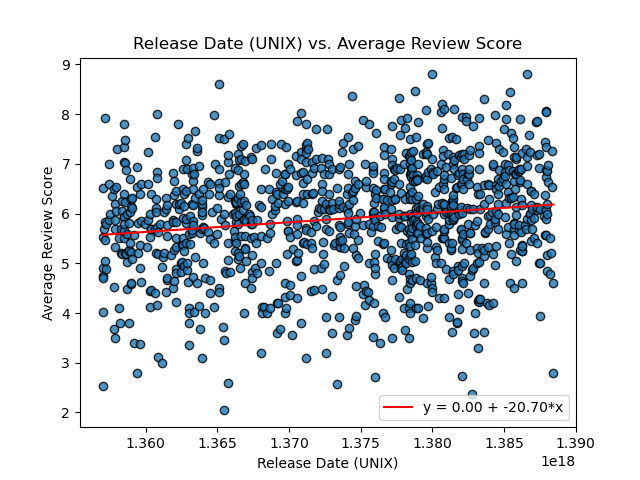 Release Date (UNIX) vs. Average Review Score
9
8
7
6
5
4
3
2
Average Review Score
y = 0.00 + -20.70*x
1.360 1.365 1.370 1.375 1.380 1.385 1.390
1e18
Release Date (UNIX)